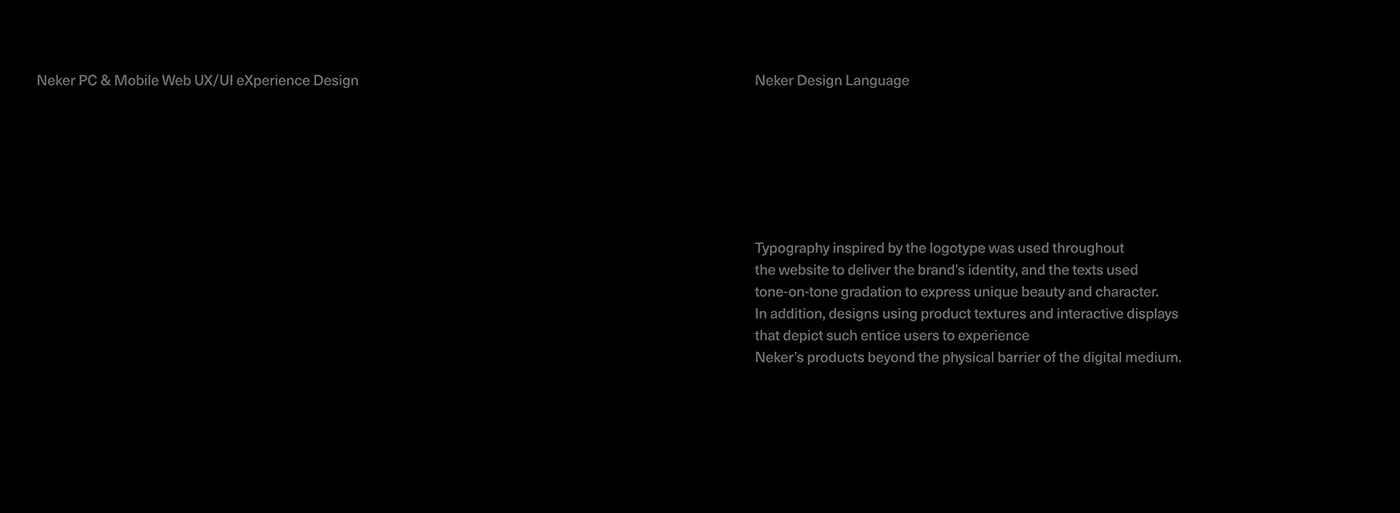 Neker PC & Mobile Web UX/UI eXperience Design
Neker Design Language
Typography inspired by the logotype was used throughout
the website to deliver the brand's identity, and the texts used
tone-on-tone gradation to express unique beauty and character.
In addition, designs using product textures and interactive displays
that depict such entice users to experience
Neker's products beyond the physical barrier of the digital medium.